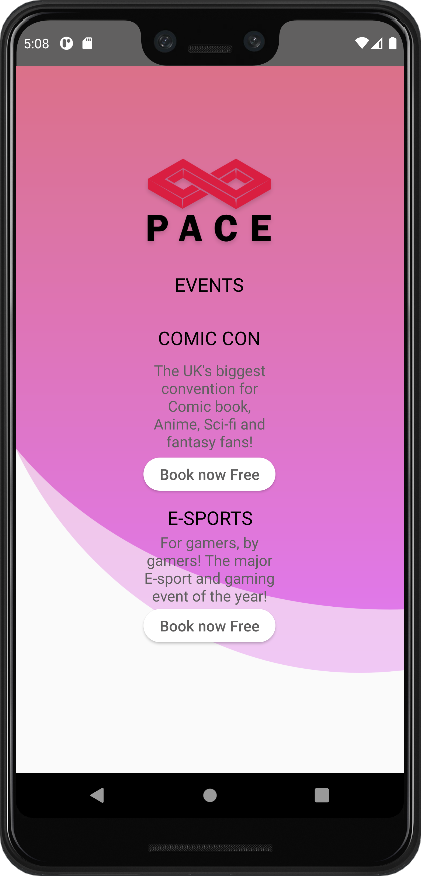 5:08
PACE
EVENTS
COMIC CON
The UK's biggest
convention for
Comic book,
Anime, Sci-fi and
fantasy fans!
Book now Free
E-SPORTS
For gamers, by
gamers! The major
E-sport and gaming
event of the year!
Book now Free